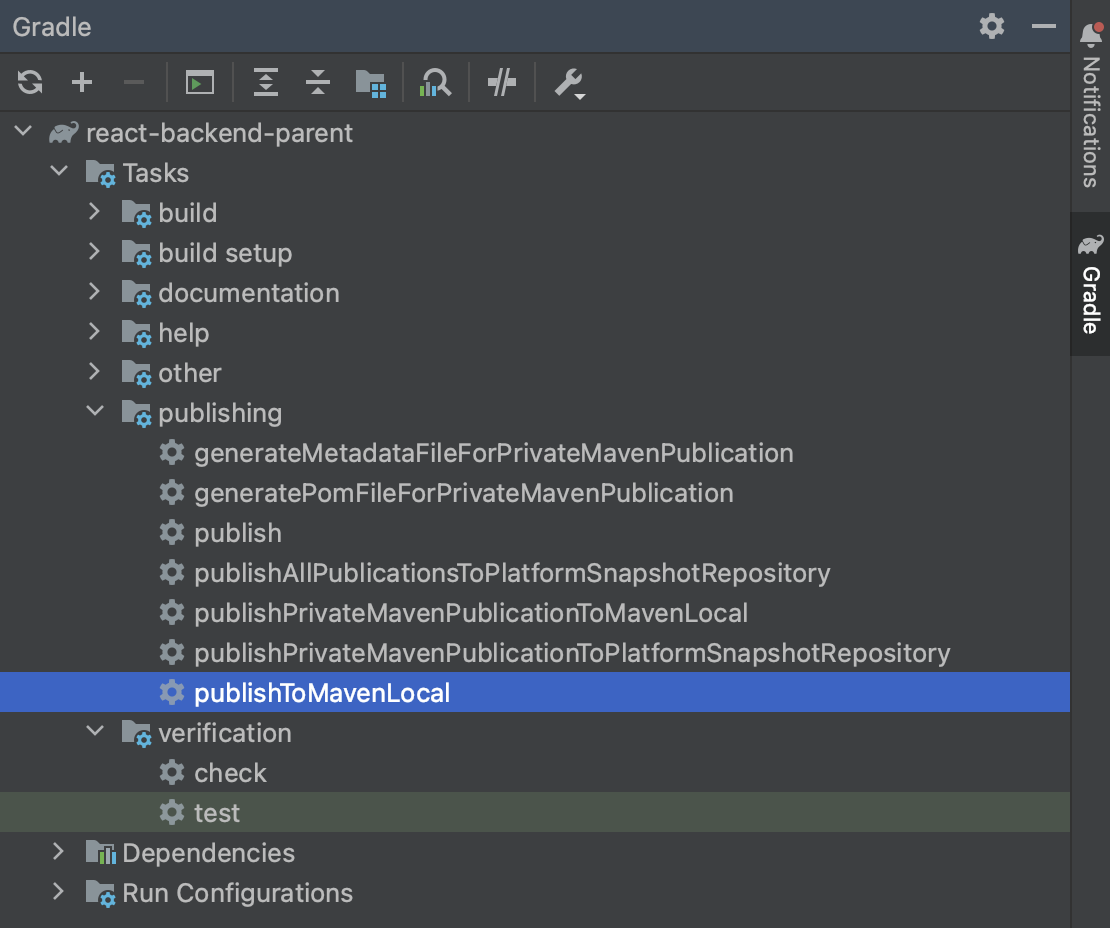 Gradle
react-backend-parent
Tasks
build
build setup
documentation
help
other
publishing
generateMetadataFileForPrivateMavenPublication
generatePomFileForPrivateMavenPublication
publish
publishAllPublicationsToPlatformSnapshotRepository
publishPrivateMavenPublicationToMavenLocal
publishPrivateMavenPublicationToPlatformSnapshotRepository
publishToMavenLocal
verification
check
test
Dependencies
Run Configurations
Notifications
Gradle